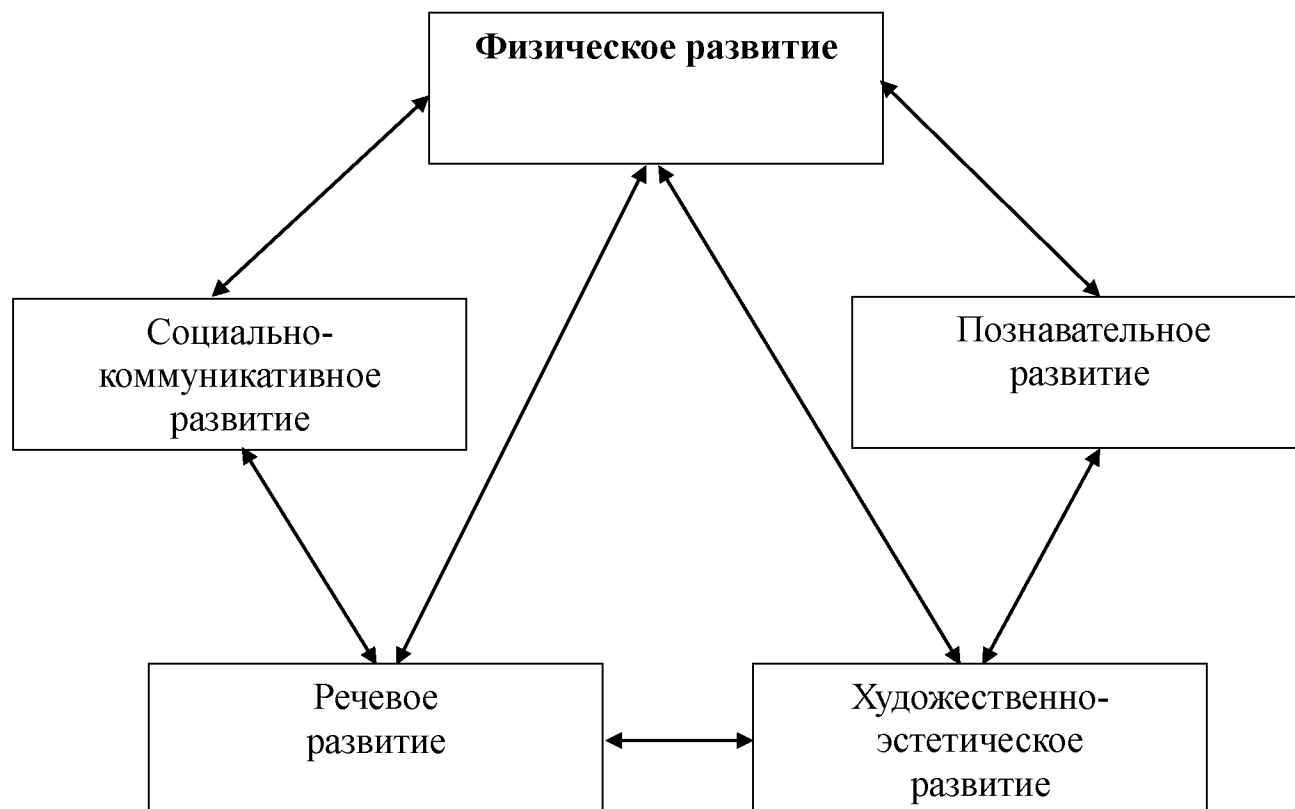 Физическое развитие
Социально-
коммуникативное
развитие
Познавательное
развитие
Речевое
развитие
Художественно-
эстетическое
развитие